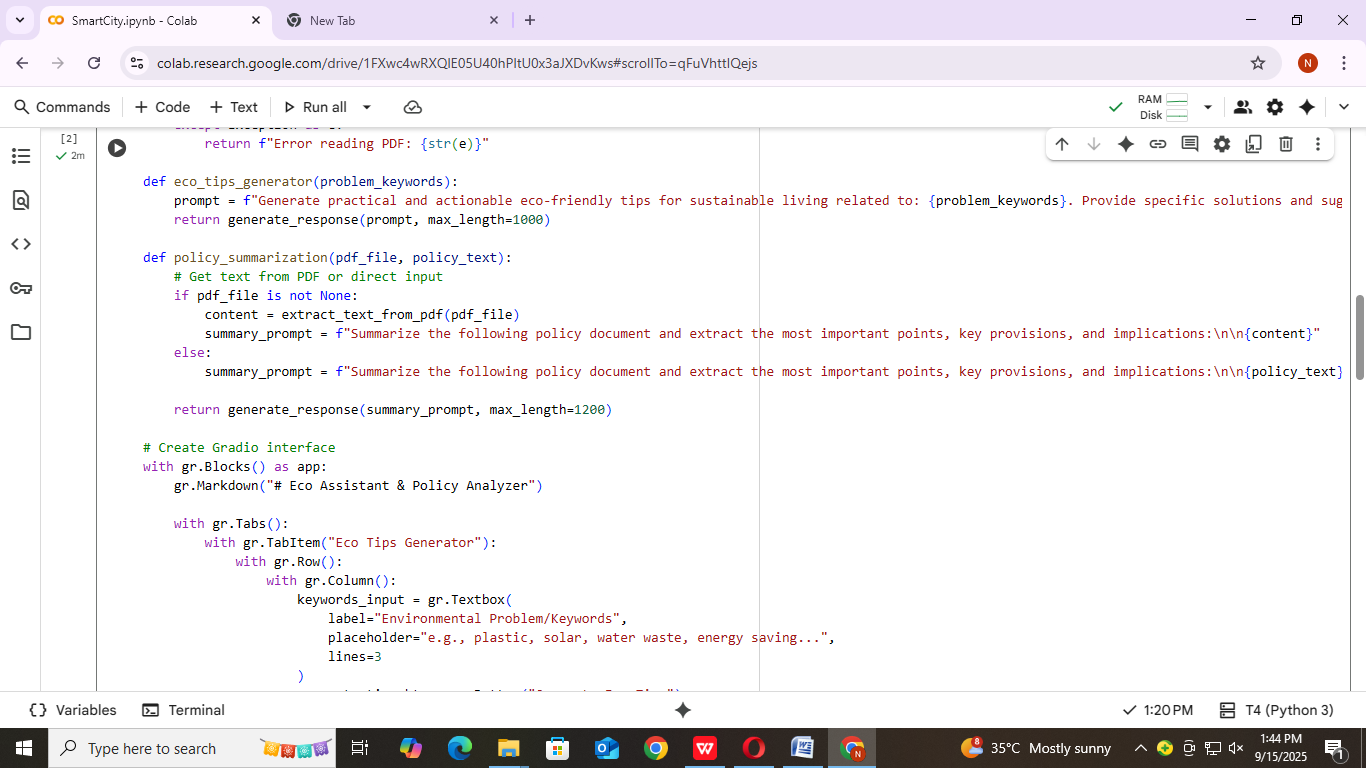 SmartCity.ipynb - Colab
New Tab
colab.research.google.com/drive/1FXwc4wRXQlE05U40hPltU0x3aJXDvKws#scrollTo=qFuVhttIQejs
N
Commands
+ Code
+ Text
Run all
RAM
Disk
[2]
2m
return f"Error reading PDF: {str(e)}"
def eco_tips_generator(problem_keywords):
prompt = f"Generate practical and actionable eco-friendly tips for sustainable living related to: {problem_keywords}. Provide specific solutions and sug
return generate_response(prompt, max_length=1000)
def policy_summarization(pdf_file, policy_text):
# Get text from PDF or direct input
if pdf_file is not None:
content = extract_text_from_pdf(pdf_file)
summary_prompt = f"Summarize the following policy document and extract the most important points, key provisions, and implications:\n\n{content}"
else:
summary_prompt = f"Summarize the following policy document and extract the most important points, key provisions, and implications:\n\n{policy_text}
return generate_response(summary_prompt, max_length=1200)
# Create Gradio interface
with gr.Blocks() as app:
gr.Markdown("# Eco Assistant & Policy Analyzer")
with gr.Tabs():
with gr.TabItem("Eco Tips Generator"):
with gr.Row():
with gr.Column():
keywords_input = gr.Textbox(
label="Environmental Problem/Keywords",
placeholder="e.g., plastic, solar, water waste, energy saving...",
lines=3
)
Variables
Terminal
1:20 PM
T4 (Python 3)
Type here to search
W
N
8
35°C Mostly sunny
1:44 PM
9/15/2025
1